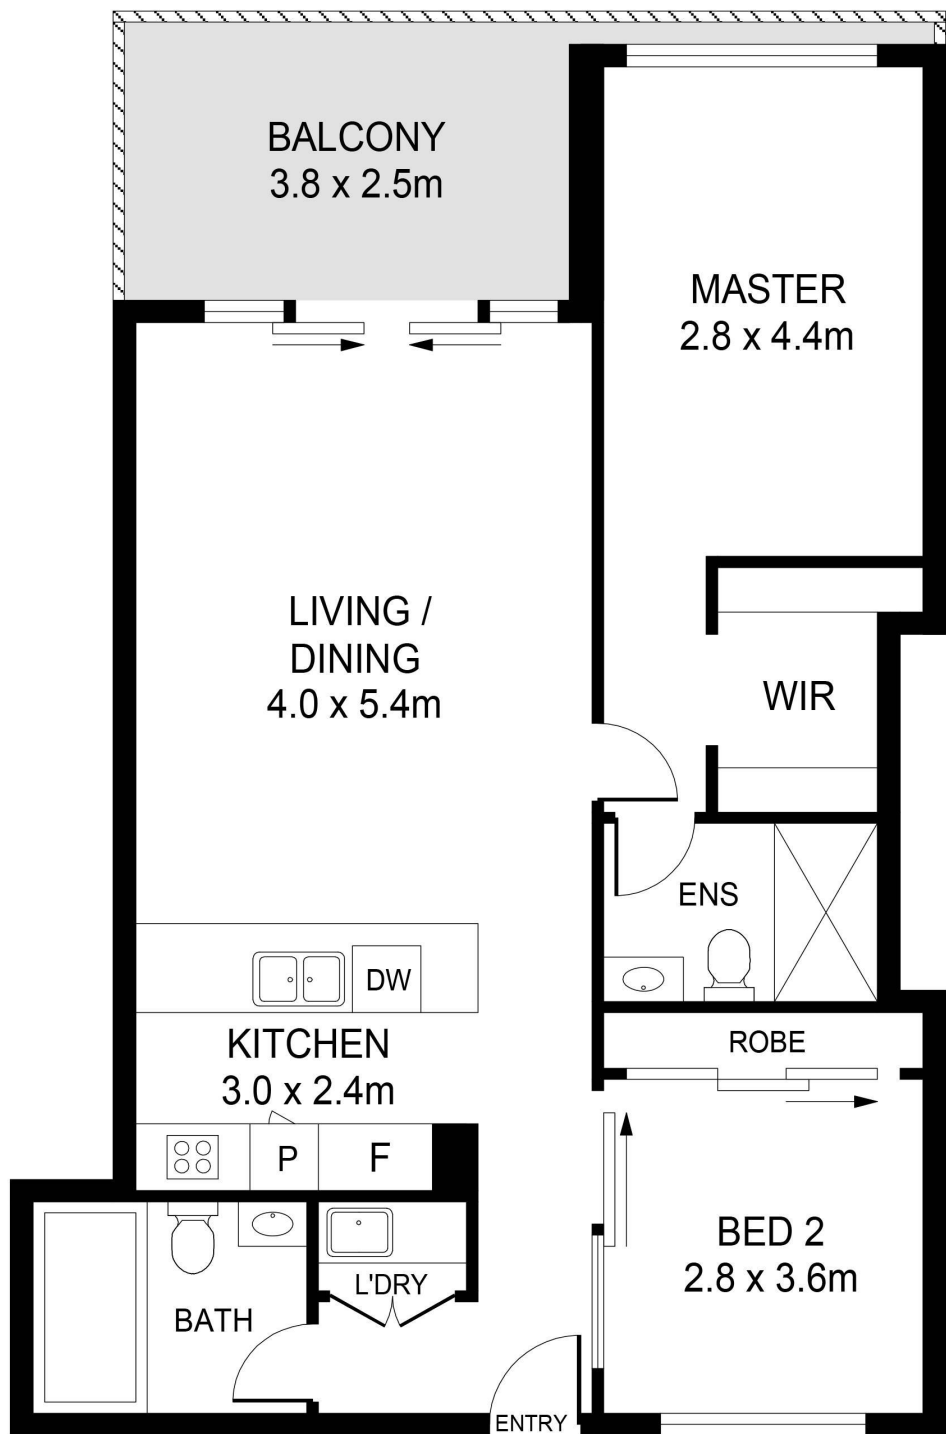 BALCONY
3.8 x 2.5m
MASTER
2.8 x 4.4m
LIVING /
DINING
4.0 x 5.4m
WIR
ENS
DW
KITCHEN
3.0 x 2.4m
ROBE
P
F
BED 2
2.8 x 3.6m
L'DRY
BATH
ENTRY